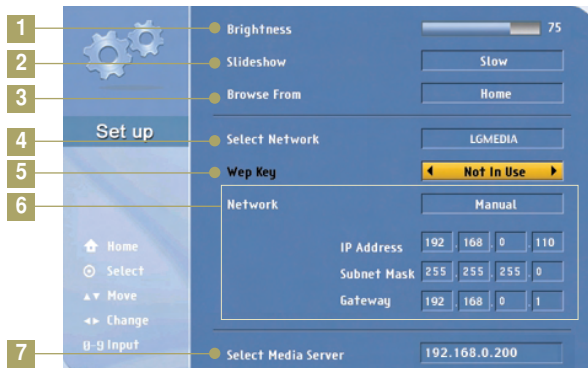 1 Brightness 75
2 Slideshow Slow
3 Browse From Home
Set up
4 Select Network LGMEDIA
5 Wep Key Not In Use
6 Network Manual
IP Address 192 . 168 . 0 . 110
Subnet Mask 255 . 255 . 255 . 0
Gateway 192 . 168 . 0 . 1
Home
Select
Move
Change
0-9 Input
7 Select Media Server 192.168.0.200